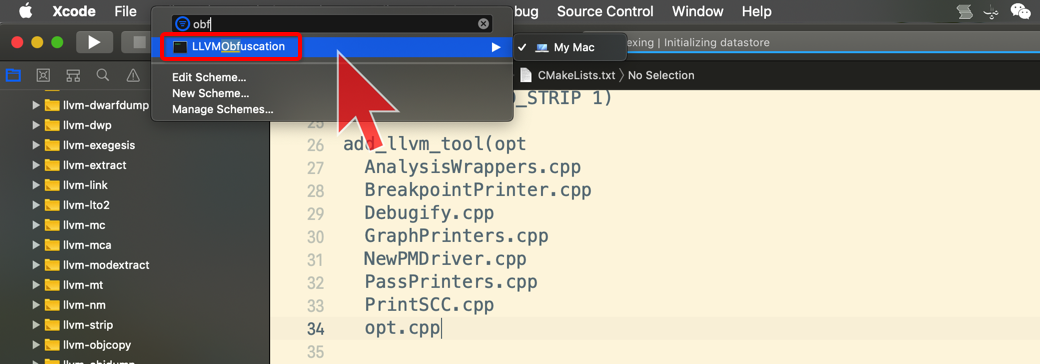 Xcode File bug Source Control Window Help
obf
LLVMObfuscation
My Mac
exing | Initializing datastore
Edit Scheme...
New Scheme...
Manage Schemes...
CMakeLists.txt 〉 No Selection
llvm-dwarfdump
llvm-dwp
llvm-exegesis
llvm-extract
llvm-link
llvm-lto2
llvm-mc
llvm-mca
llvm-modextract
llvm-mt
llvm-nm
llvm-strip
llvm-objcopy
O_STRIP 1)
25
26 add_llvm_tool(opt
27 AnalysisWrappers.cpp
28 BreakpointPrinter.cpp
29 Debugify.cpp
30 GraphPrinters.cpp
31 NewPMDriver.cpp
32 PassPrinters.cpp
33 PrintSCC.cpp
34 opt.cpp
35